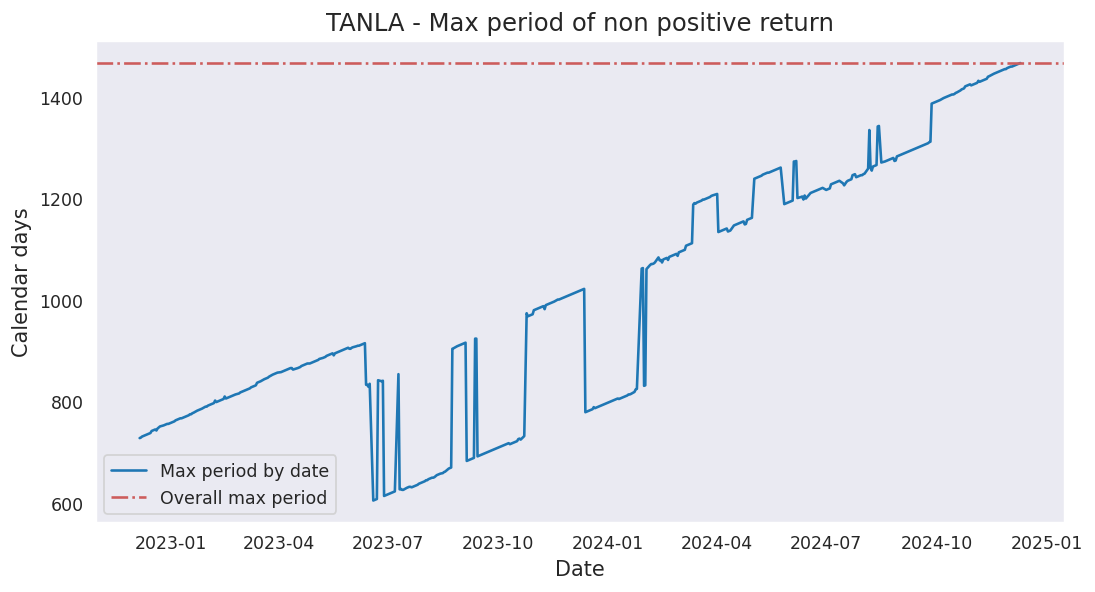 TANLA - Max period of non positive return
Calendar days
1400
1200
1000
800
600
Max period by date
Overall max period
2023-01 2023-04 2023-07 2023-10 2024-01 2024-04 2024-07 2024-10 2025-01
Date